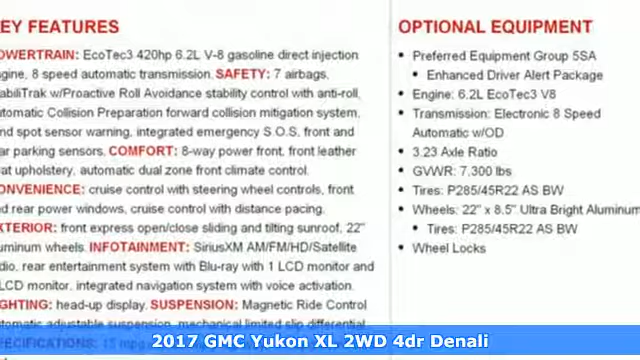 EY FEATURES
OWERTRAIN: EcoTec3 420hp 6.2L V-8 gasoline direct injection
ngine, 8 speed automatic transmission. SAFETY: 7 airbags,
abiliTrak w/Proactive Roll Avoidance stability control with anti-roll,
utomatic Collision Preparation forward collision mitigation system,
nd spot sensor warning, integrated emergency S.O.S, front and
ar parking sensors. COMFORT: 8-way power front, front leather
at upholstery, automatic dual zone front climate control.
ONVENIENCE: cruise control with steering wheel controls, front
nd rear power windows, cruise control with distance pacing.
XTERIOR: front express open/close sliding and tilting sunroof, 22"
uminum wheels. INFOTAINMENT: SiriusXM AM/FM/HD/Satellite
dio, rear entertainment system with Blu-ray with 1 LCD monitor and
LCD monitor, integrated navigation system with voice activation.
GHTING: head-up display. SUSPENSION: Magnetic Ride Control
utomatic adjustable suspension, mechanical limited slip differential.
PECIFICATIONS: 15 mpg
OPTIONAL EQUIPMENT
• Preferred Equipment Group 5SA
• Enhanced Driver Alert Package
• Engine: 6.2L EcoTec3 V8
• Transmission: Electronic 8 Speed
Automatic w/OD
• 3.23 Axle Ratio
• GVWR: 7,300 lbs
• Tires: P285/45R22 AS BW
• Wheels: 22" x 8.5" Ultra Bright Aluminum
• Tires: P285/45R22 AS BW
• Wheel Locks
2017 GMC Yukon XL 2WD 4dr Denali